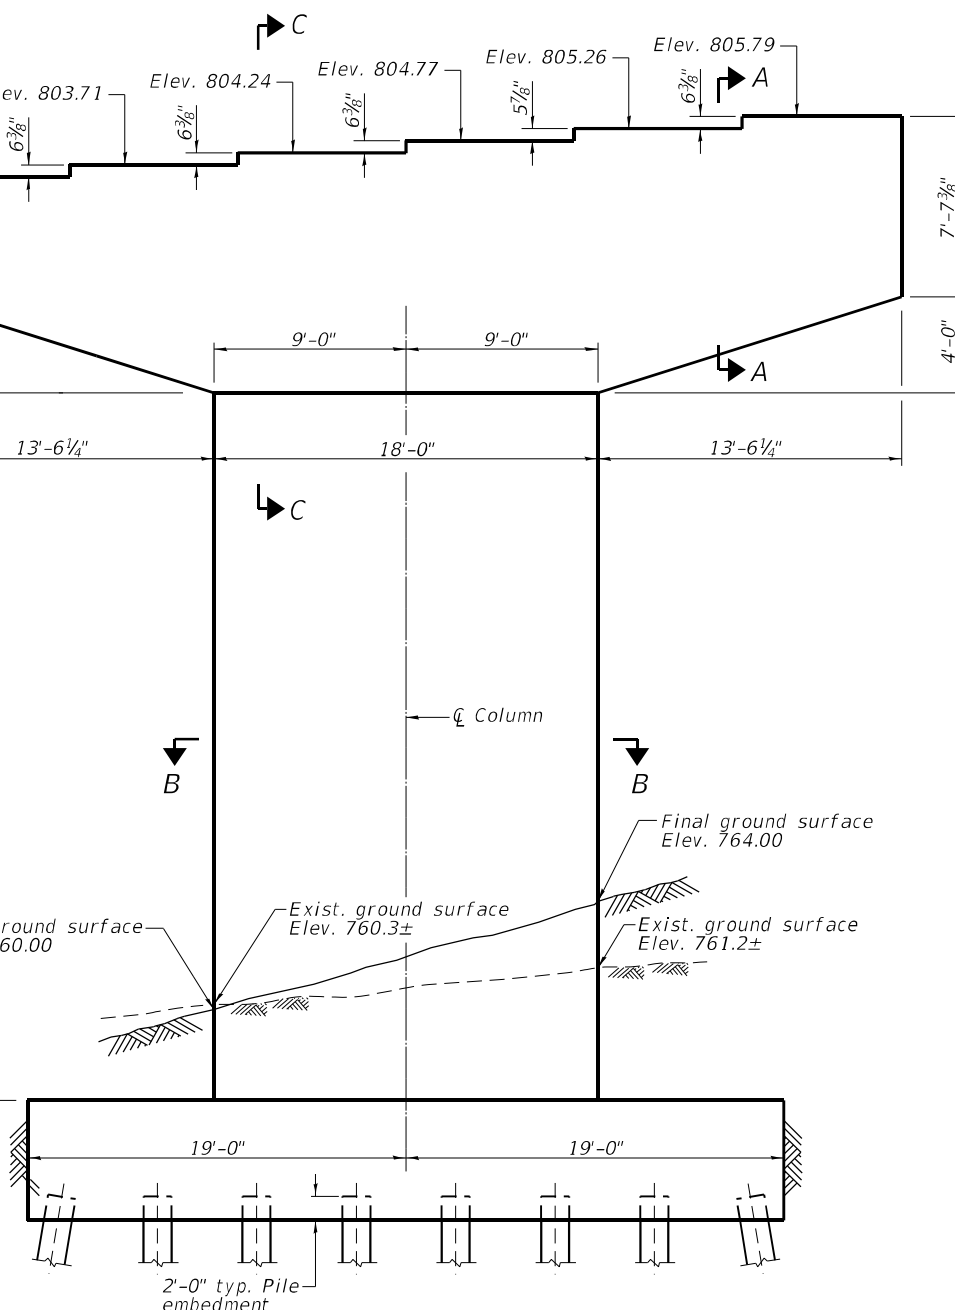 C
Elev. 805.79
Elev. 805.26
Elev. 804.77
Elev. 804.24
ev. 803.71
A
6⅜"
6⅜"
6⅜"
5⅞"
6⅜"
7'-7⅜"
9'-0"
9'-0"
4'-0"
A
13'-6¼"
18'-0"
13'-6¼"
C
℄ Column
B
B
Final ground surface
Elev. 764.00
Exist. ground surface
Elev. 760.3±
round surface
60.00
Exist. ground surface
Elev. 761.2±
19'-0"
19'-0"
2'-0" typ. Pile
embedment